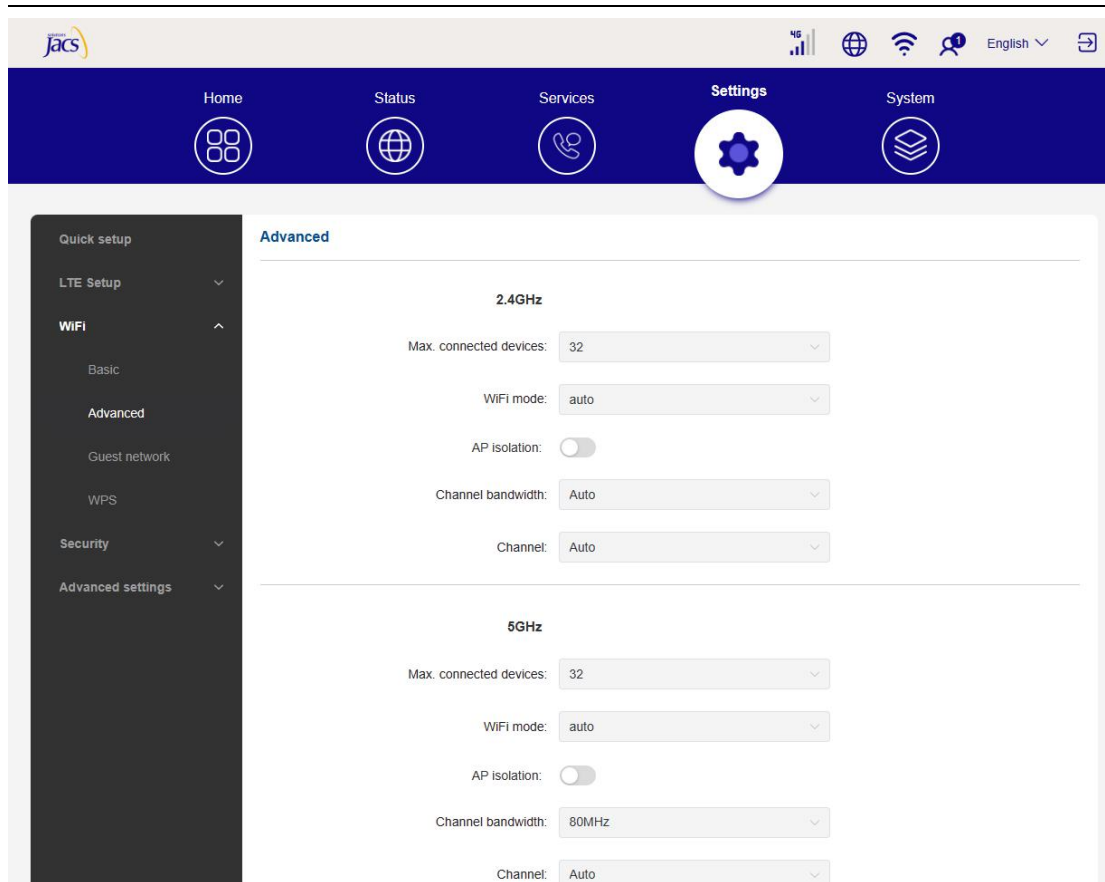 jacs
4G
1
English
Home
Status
Services
Settings
System
Quick setup
LTE Setup
WiFi
Basic
Advanced
Guest network
WPS
Security
Advanced settings
Advanced
2.4GHz
Max. connected devices: 32
WiFi mode: auto
AP isolation:
Channel bandwidth: Auto
Channel: Auto
5GHz
Max. connected devices: 32
WiFi mode: auto
AP isolation:
Channel bandwidth: 80MHz
Channel: Auto